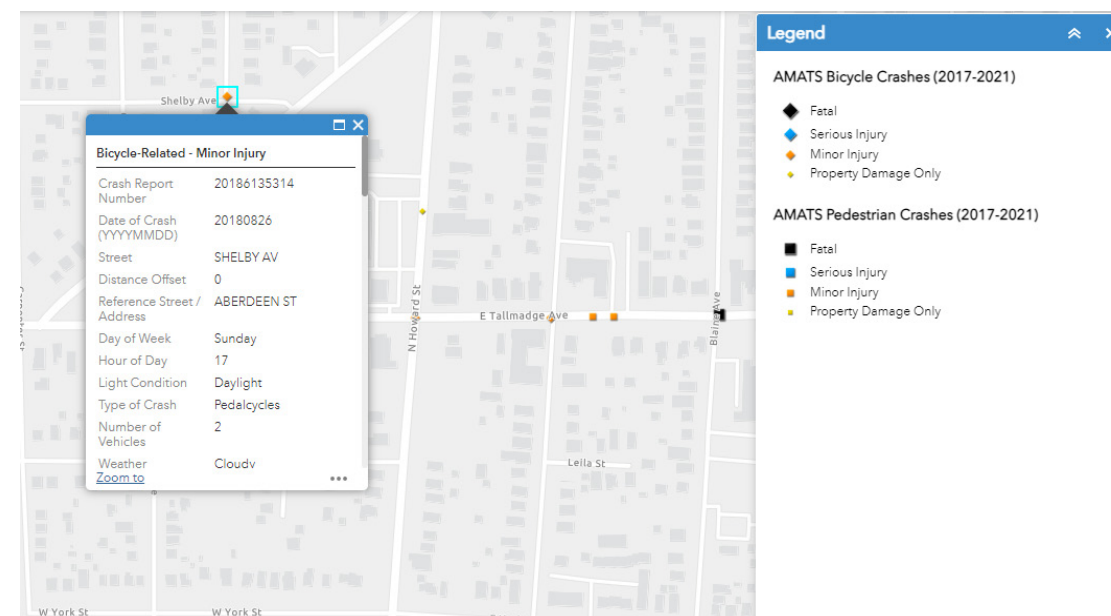 Shelby Ave
Bicycle-Related - Minor Injury
Crash Report
Number
20186135314
Date of Crash
(YYYYMMDD)
20180826
Street
SHELBY AV
Distance Offset
0
Reference Street /
Address
ABERDEEN ST
Day of Week
Sunday
Hour of Day
17
Light Condition
Daylight
Type of Crash
Pedalcycles
Number of
Vehicles
2
Weather
Cloudy
Zoom to
N Howard St
E Tallmadge Ave
Blaine Ave
Leila St
W York St
W York St
Legend
AMATS Bicycle Crashes (2017-2021)
Fatal
Serious Injury
Minor Injury
Property Damage Only
AMATS Pedestrian Crashes (2017-2021)
Fatal
Serious Injury
Minor Injury
Property Damage Only